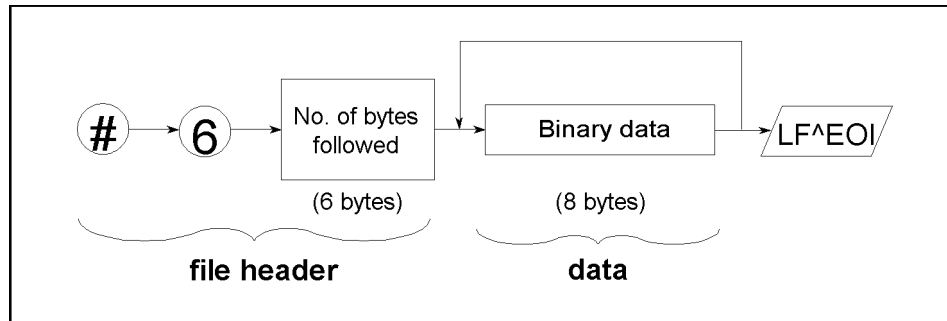 #
6
No. of bytes
followed
Binary data
LF^EOI
(6 bytes)
(8 bytes)
file header
data